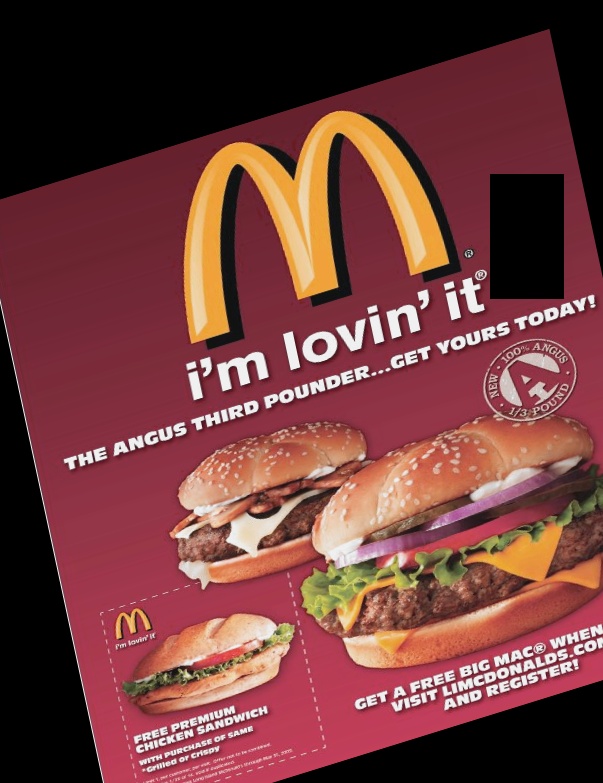 ®
i'm lovin' it®
THE ANGUS THIRD POUNDER...GET YOURS TODAY!
NEW • 100% ANGUS
• 1/3 POUND
A
i'm lovin' it
FREE PREMIUM
CHICKEN SANDWICH
WITH PURCHASE OF SAME
*Grilled or Crispy
GET A FREE BIG MAC® WHEN
VISIT LIMCDONALDS.COM
AND REGISTER!